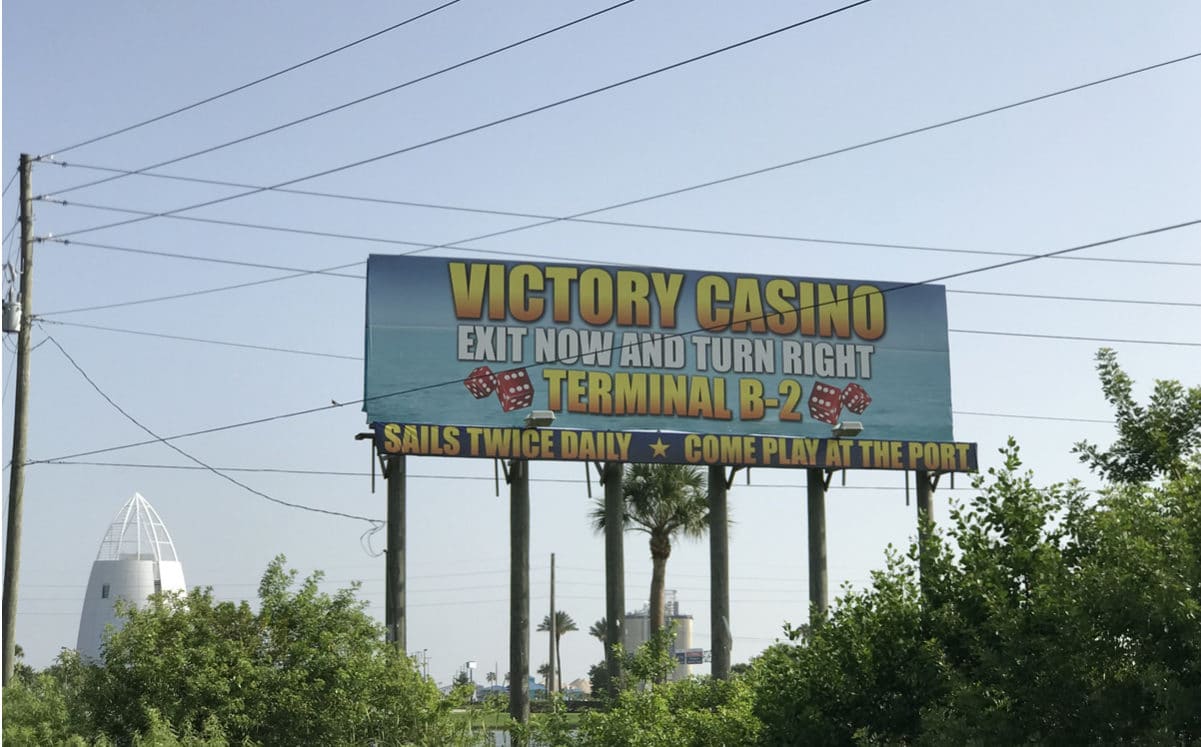 VICTORY CASINO
EXIT NOW AND TURN RIGHT
TERMINAL B-2
SAILS TWICE DAILY ★ COME PLAY AT THE PORT